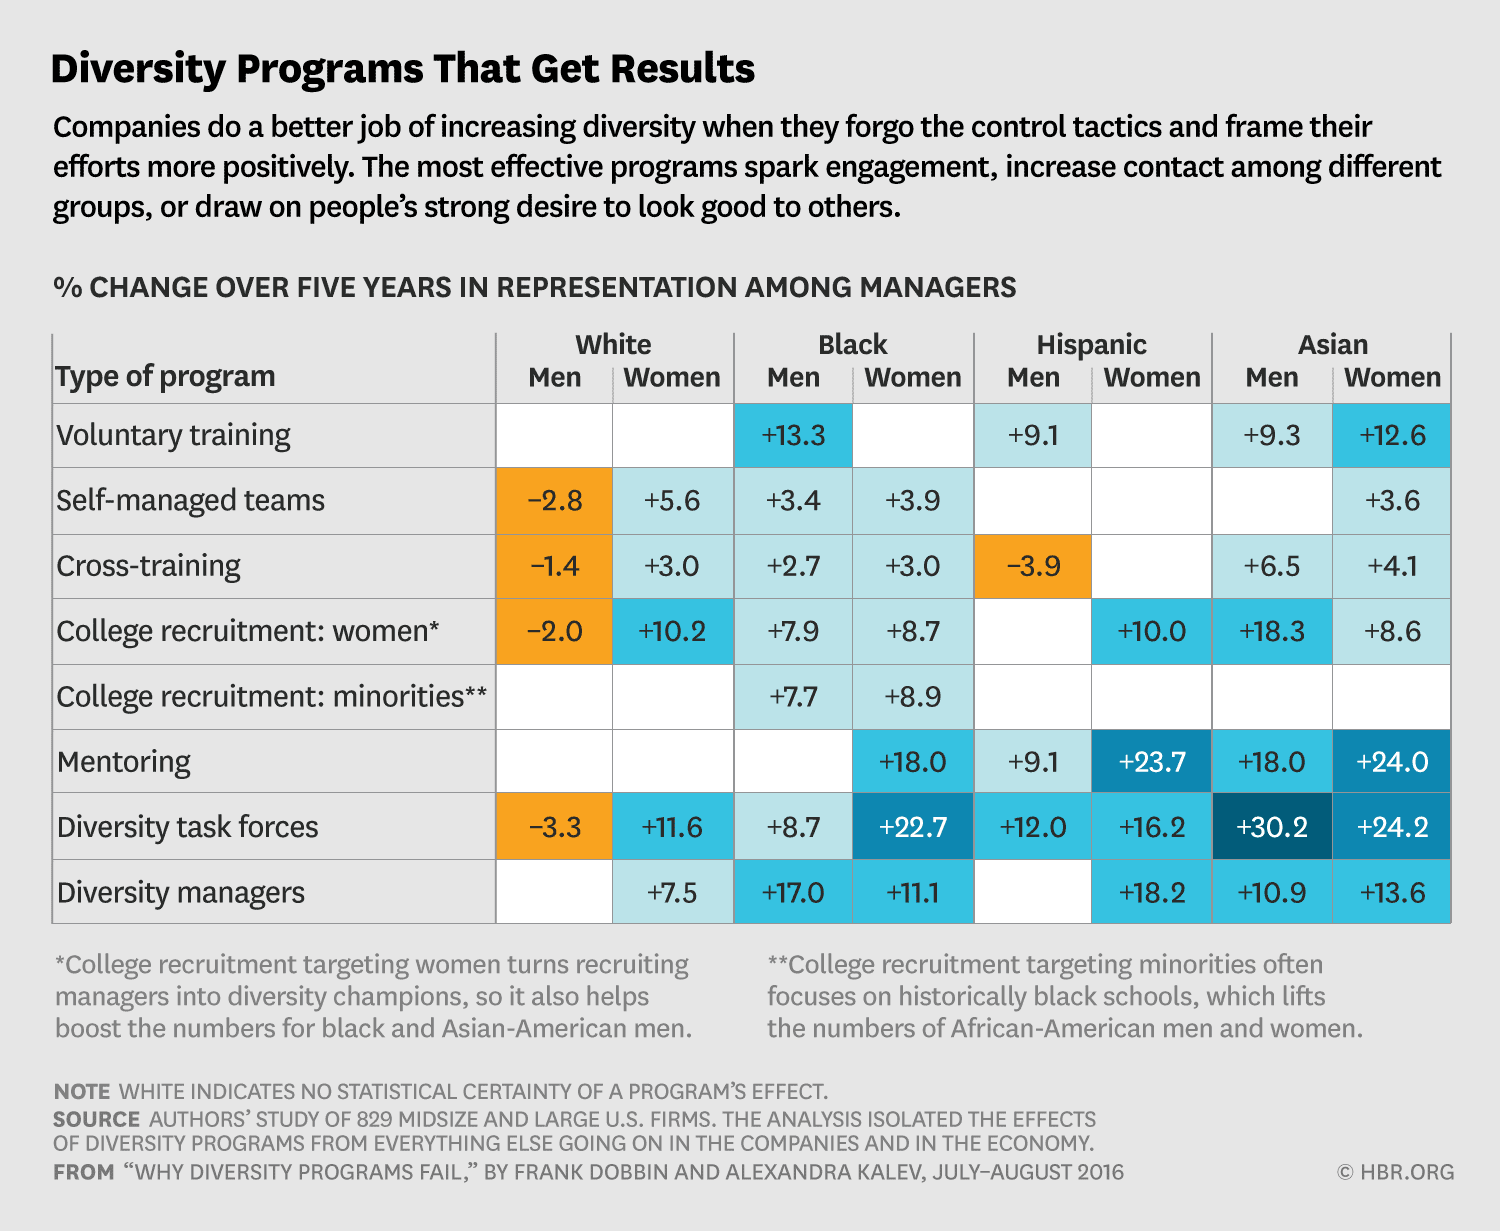 Diversity Programs That Get Results
Companies do a better job of increasing diversity when they forgo the control tactics and frame their
efforts more positively. The most effective programs spark engagement, increase contact among different
groups, or draw on people’s strong desire to look good to others.
% CHANGE OVER FIVE YEARS IN REPRESENTATION AMONG MANAGERS
White Black Hispanic Asian
Type of program Men Women Men Women Men Women Men Women
Voluntary training +13.3 +9.1 +9.3 +12.6
Self-managed teams −2.8 +5.6 +3.4 +3.9 +3.6
Cross-training −1.4 +3.0 +2.7 +3.0 −3.9 +6.5 +4.1
College recruitment: women* −2.0 +10.2 +7.9 +8.7 +10.0 +18.3 +8.6
College recruitment: minorities** +7.7 +8.9
Mentoring +18.0 +9.1 +23.7 +18.0 +24.0
Diversity task forces −3.3 +11.6 +8.7 +22.7 +12.0 +16.2 +30.2 +24.2
Diversity managers +7.5 +17.0 +11.1 +18.2 +10.9 +13.6
*College recruitment targeting women turns recruiting
managers into diversity champions, so it also helps
boost the numbers for black and Asian-American men.
**College recruitment targeting minorities often
focuses on historically black schools, which lifts
the numbers of African-American men and women.
NOTE WHITE INDICATES NO STATISTICAL CERTAINTY OF A PROGRAM’S EFFECT.
SOURCE AUTHORS’ STUDY OF 829 MIDSIZE AND LARGE U.S. FIRMS. THE ANALYSIS ISOLATED THE EFFECTS
OF DIVERSITY PROGRAMS FROM EVERYTHING ELSE GOING ON IN THE COMPANIES AND IN THE ECONOMY.
FROM “WHY DIVERSITY PROGRAMS FAIL,” BY FRANK DOBBIN AND ALEXANDRA KALEV, JULY–AUGUST 2016
© HBR.ORG